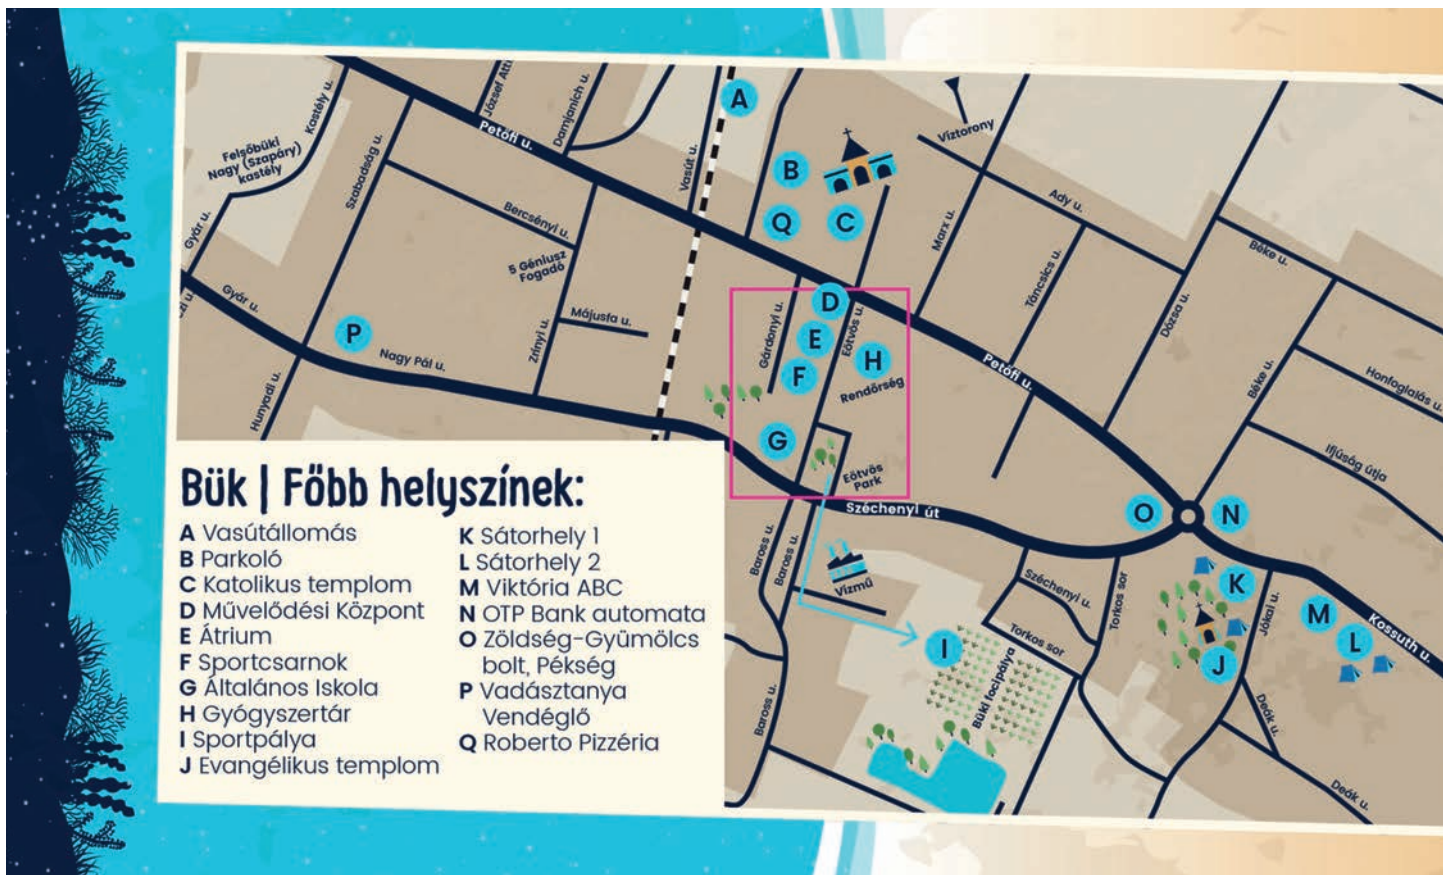 Kastély u.
Felsőbüki
Nagy (Szapáry)
kastély
Gyár u.
Szabadság u.
József Att
Damjanich u.
Petőfi u.
Vasút u.
A
B
Q
C
Víztorony
Ady u.
Marx u.
Táncsics u.
Dózsa u.
Béke u.
Béke u.
Honfoglalás u.
Ifjúság útja
Bercsényi u.
5 Géniusz
Fogadó
Májusfa u.
Zrínyi u.
Gyár u.
P
Nagy Pál u.
Hunyadi u.
Gárdonyi u.
D
E
F
Eötvös u.
H
Rendőrség
G
Eötvös
Park
Petőfi u.
Széchenyi út
O
N
Baross u.
Baross u.
Vízmű
Széchenyi u.
Torkos sor
Torkos sor
I
Büki focipálya
Baross u.
K
Jókai u.
J
M
L
Kossuth u.
Deák u.
Deák u.
Bük | Főbb helyszínek:
A Vasútállomás
B Parkoló
C Katolikus templom
D Művelődési Központ
E Átrium
F Sportcsarnok
G Általános Iskola
H Gyógyszertár
I Sportpálya
J Evangélikus templom
K Sátorhely 1
L Sátorhely 2
M Viktória ABC
N OTP Bank automata
O Zöldség-Gyümölcs
bolt, Pékség
P Vadásztanya
Vendéglő
Q Roberto Pizzéria